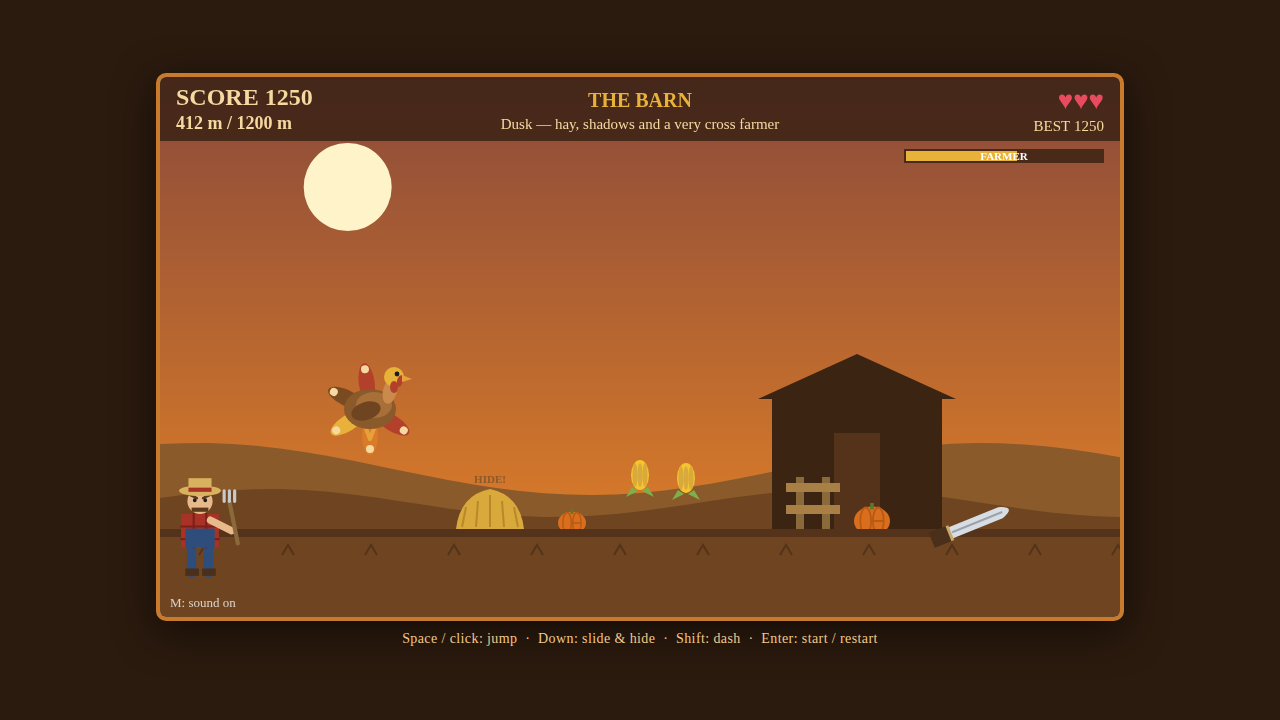 SCORE 1250
412 m / 1200 m
THE BARN
Dusk — hay, shadows and a very cross farmer
♥♥♥
BEST 1250
FARMER
HIDE!
M: sound on
Space / click: jump · Down: slide & hide · Shift: dash · Enter: start / restart